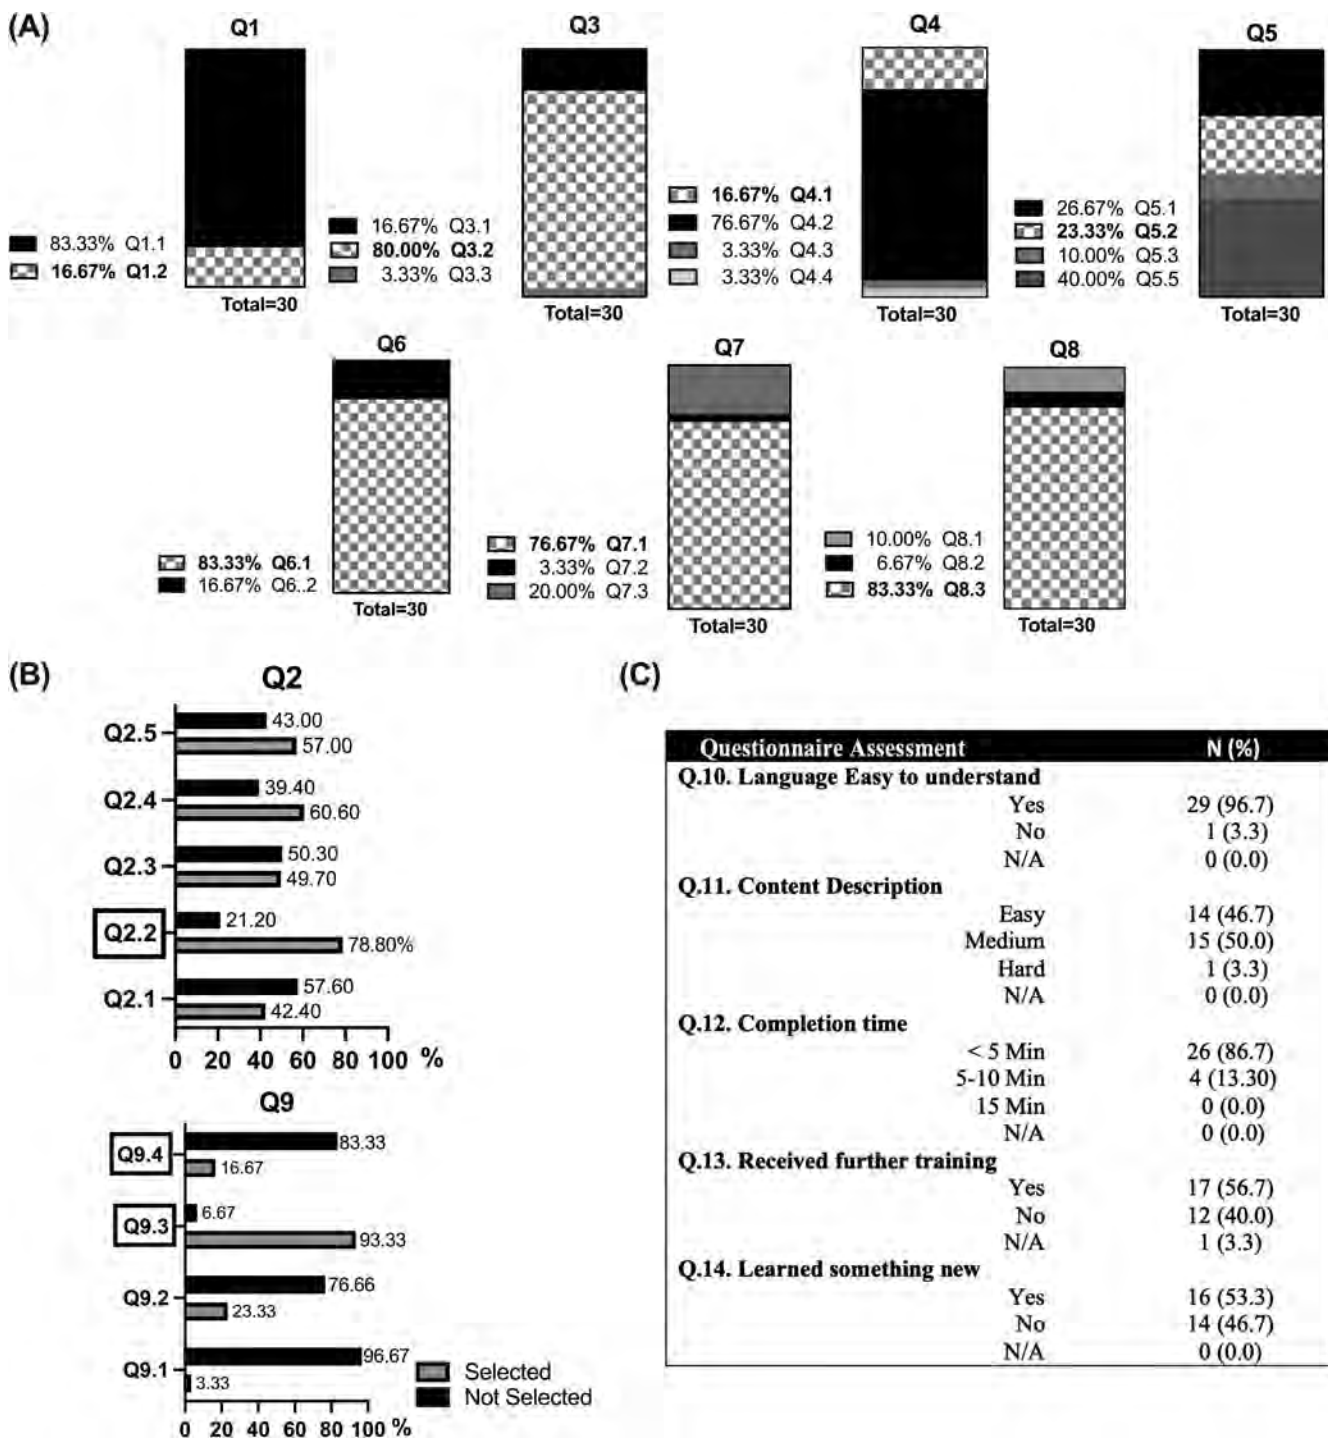 (A)
Q1
83.33% Q1.1
16.67% Q1.2
Total=30
Q3
16.67% Q3.1
80.00% Q3.2
3.33% Q3.3
Total=30
Q4
16.67% Q4.1
76.67% Q4.2
3.33% Q4.3
3.33% Q4.4
Total=30
Q5
26.67% Q5.1
23.33% Q5.2
10.00% Q5.3
40.00% Q5.5
Total=30
Q6
83.33% Q6.1
16.67% Q6..2
Total=30
Q7
76.67% Q7.1
3.33% Q7.2
20.00% Q7.3
Total=30
Q8
10.00% Q8.1
6.67% Q8.2
83.33% Q8.3
Total=30
(B)
Q2
Q2.5
43.00
57.00
Q2.4
39.40
60.60
Q2.3
50.30
49.70
Q2.2
21.20
78.80%
Q2.1
57.60
42.40
0 20 40 60 80 100 %
Q9
Q9.4
83.33
16.67
Q9.3
6.67
93.33
Q9.2
76.66
23.33
Q9.1
96.67
3.33
0 20 40 60 80 100 %
Selected
Not Selected
(C)
Questionnaire Assessment N (%)
Q.10. Language Easy to understand
Yes 29 (96.7)
No 1 (3.3)
N/A 0 (0.0)
Q.11. Content Description
Easy 14 (46.7)
Medium 15 (50.0)
Hard 1 (3.3)
N/A 0 (0.0)
Q.12. Completion time
< 5 Min 26 (86.7)
5-10 Min 4 (13.30)
15 Min 0 (0.0)
N/A 0 (0.0)
Q.13. Received further training
Yes 17 (56.7)
No 12 (40.0)
N/A 1 (3.3)
Q.14. Learned something new
Yes 16 (53.3)
No 14 (46.7)
N/A 0 (0.0)